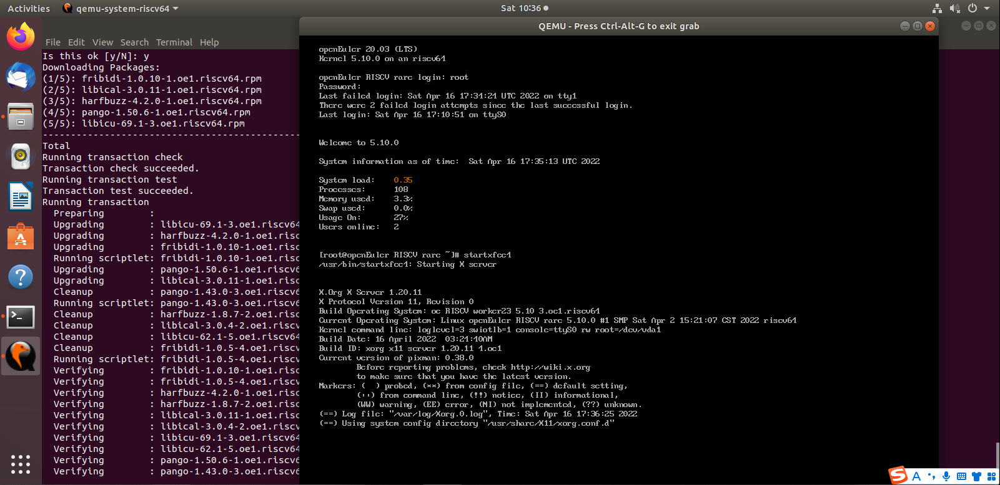 Activities
qemu-system-riscv64
Sat 10:36
File Edit View Search Terminal Help
Is this ok [y/N]: y
Downloading Packages:
(1/5): fribidi-1.0.10-1.oe1.riscv64.rpm
(2/5): libical-3.0.11-1.oe1.riscv64.rpm
(3/5): harfbuzz-4.2.0-1.oe1.riscv64.rpm
(4/5): pango-1.50.6-1.oe1.riscv64.rpm
(5/5): libicu-69.1-3.oe1.riscv64.rpm
----------------------------------------------
Total
Running transaction check
Transaction check succeeded.
Running transaction test
Transaction test succeeded.
Running transaction
Preparing        :
Upgrading        : libicu-69.1-3.oe1.riscv64
Upgrading        : harfbuzz-4.2.0-1.oe1.risc
Upgrading        : fribidi-1.0.10-1.oe1.risc
Running scriptlet: fribidi-1.0.10-1.oe1.risc
Upgrading        : pango-1.50.6-1.oe1.riscv6
Upgrading        : libical-3.0.11-1.oe1.risc
Cleanup          : pango-1.43.0-3.oe1.riscv6
Running scriptlet: pango-1.43.0-3.oe1.riscv6
Cleanup          : harfbuzz-1.8.7-2.oe1.risc
Cleanup          : libical-3.0.4-2.oe1.riscv
Cleanup          : libicu-62.1-5.oe1.riscv64
Cleanup          : fribidi-1.0.5-4.oe1.riscv
Running scriptlet: fribidi-1.0.5-4.oe1.riscv
Verifying        : fribidi-1.0.10-1.oe1.risc
Verifying        : fribidi-1.0.5-4.oe1.riscv
Verifying        : harfbuzz-4.2.0-1.oe1.risc
Verifying        : harfbuzz-1.8.7-2.oe1.risc
Verifying        : libical-3.0.11-1.oe1.risc
Verifying        : libical-3.0.4-2.oe1.riscv
Verifying        : libicu-69.1-3.oe1.riscv64
Verifying        : libicu-62.1-5.oe1.riscv64
Verifying        : pango-1.50.6-1.oe1.riscv6
Verifying        : pango-1.43.0-3.oe1.riscv6
QEMU - Press Ctrl-Alt-G to exit grab
openEuler 20.03 (LTS)
Kernel 5.10.0 on an riscv64
openEuler RISCV rare login: root
Password:
Last failed login: Sat Apr 16 17:34:24 UTC 2022 on tty1
There were 2 failed login attempts since the last successful login.
Last login: Sat Apr 16 17:10:51 on ttyS0
Welcome to 5.10.0
System information as of time:  Sat Apr 16 17:35:13 UTC 2022
System load:    0.35
Processes:      108
Memory used:    3.3%
Swap used:      0.0%
Usage On:       27%
Users online:   2
[root@openEuler RISCV rare ~]# startxfce4
/usr/bin/startxfce4: Starting X server
X.Org X Server 1.20.11
X Protocol Version 11, Revision 0
Build Operating System: oe RISCV worker23 5.10 3.oe1.riscv64
Current Operating System: Linux openEuler RISCV rare 5.10.0 #1 SMP Sat Apr 2 15:21:07 CST 2022 riscv64
Kernel command line: loglevel=3 swiotlb=1 console=ttyS0 rw root=/dev/vda1
Build Date: 16 April 2022  03:24:40AM
Build ID: xorg x11 server 1.20.11 4.oe1
Current version of pixman: 0.38.0
Before reporting problems, check http://wiki.x.org
to make sure that you have the latest version.
Markers: (  ) probed, (**) from config file, (==) default setting,
(++) from command line, (!!) notice, (II) informational,
(WW) warning, (EE) error, (NI) not implemented, (??) unknown.
(==) Log file: "/var/log/Xorg.0.log", Time: Sat Apr 16 17:36:25 2022
(==) Using system config directory "/usr/share/X11/xorg.conf.d"
S A